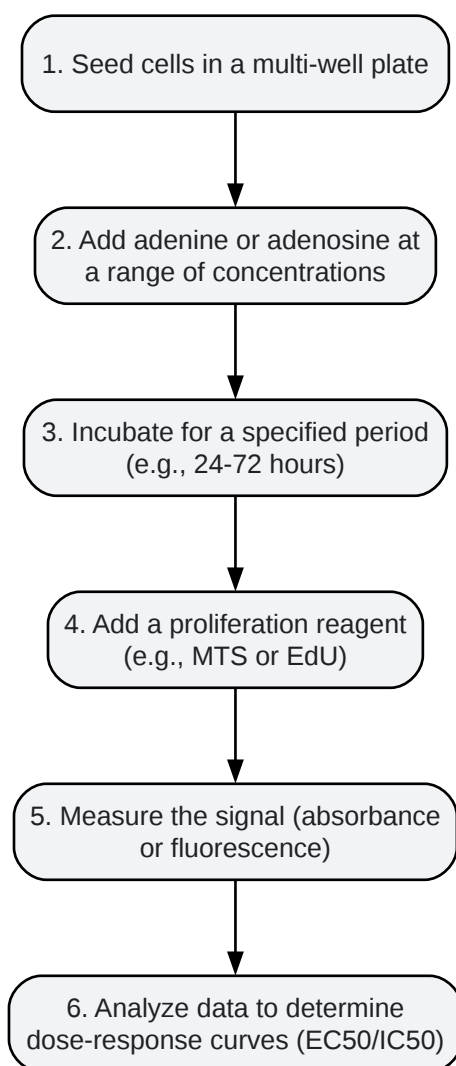 1. Seed cells in a multi-well plate
2. Add adenine or adenosine at
a range of concentrations
3. Incubate for a specified period
(e.g., 24-72 hours)
4. Add a proliferation reagent
(e.g., MTS or EdU)
5. Measure the signal (absorbance
or fluorescence)
6. Analyze data to determine
dose-response curves (EC50/IC50)